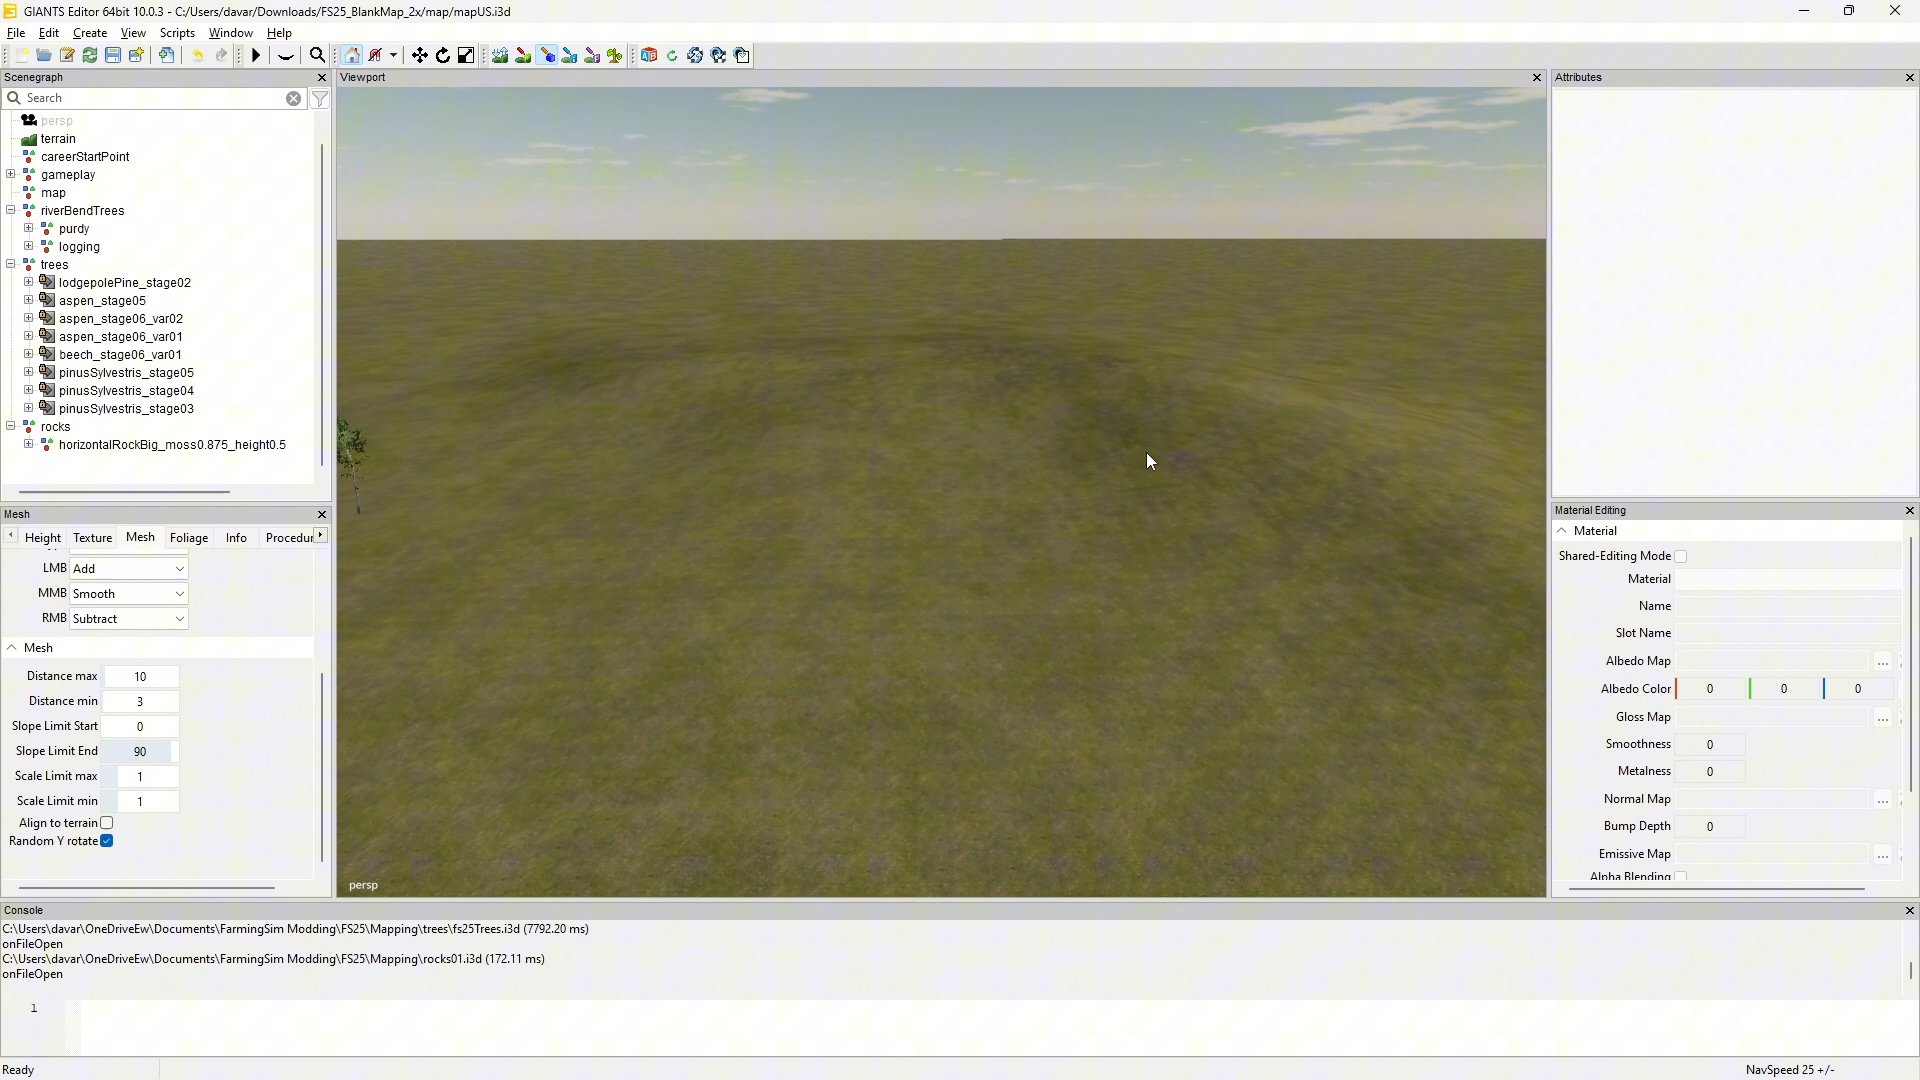 GIANTS Editor 64bit 10.0.3 - C:/Users/davar/Downloads/FS25_BlankMap_2x/map/mapUS.i3d
File Edit Create View Scripts Window Help
Scenegraph
Search
persp
terrain
careerStartPoint
gameplay
map
riverBendTrees
purdy
logging
trees
lodgepolePine_stage02
aspen_stage05
aspen_stage06_var02
aspen_stage06_var01
beech_stage06_var01
pinusSylvestris_stage05
pinusSylvestris_stage04
pinusSylvestris_stage03
rocks
horizontalRockBig_moss0.875_height0.5
Mesh
Height Texture Mesh Foliage Info Procedur
LMB Add
MMB Smooth
RMB Subtract
Mesh
Distance max 10
Distance min 3
Slope Limit Start 0
Slope Limit End 90
Scale Limit max 1
Scale Limit min 1
Align to terrain
Random Y rotate
Viewport
persp
Attributes
Material Editing
Material
Shared-Editing Mode
Material
Name
Slot Name
Albedo Map ...
Albedo Color 0 0 0
Gloss Map ...
Smoothness 0
Metalness 0
Normal Map ...
Bump Depth 0
Emissive Map ...
Alpha Blending
Console
C:\Users\davar\OneDriveEw\Documents\FarmingSim Modding\FS25\Mapping\trees\fs25Trees.i3d (7792.20 ms)
onFileOpen
C:\Users\davar\OneDriveEw\Documents\FarmingSim Modding\FS25\Mapping\rocks01.i3d (172.11 ms)
onFileOpen
1
Ready
NavSpeed 25 +/-